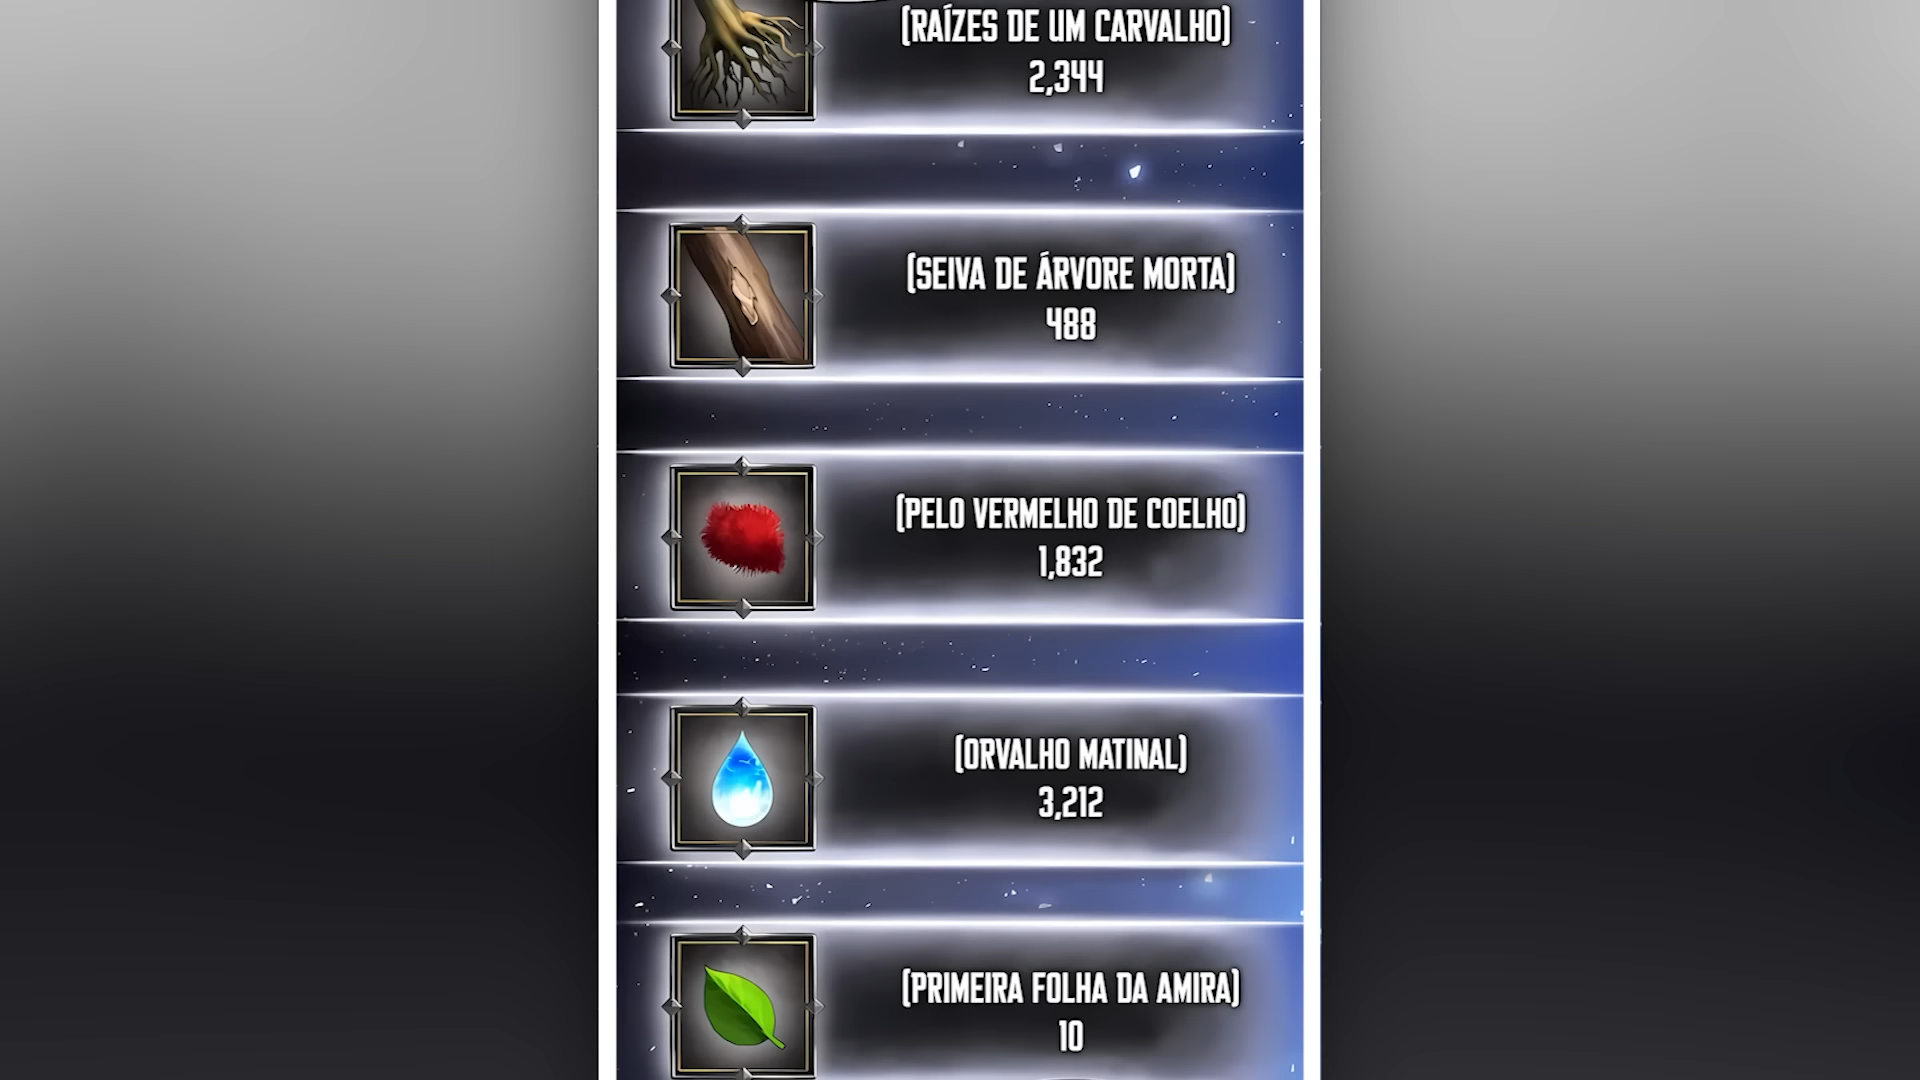 [RAÍZES DE UM CARVALHO]
2,344
[SEIVA DE ÁRVORE MORTA]
488
[PELO VERMELHO DE COELHO]
1,832
[ORVALHO MATINAL]
3,212
[PRIMEIRA FOLHA DA AMIRA]
10